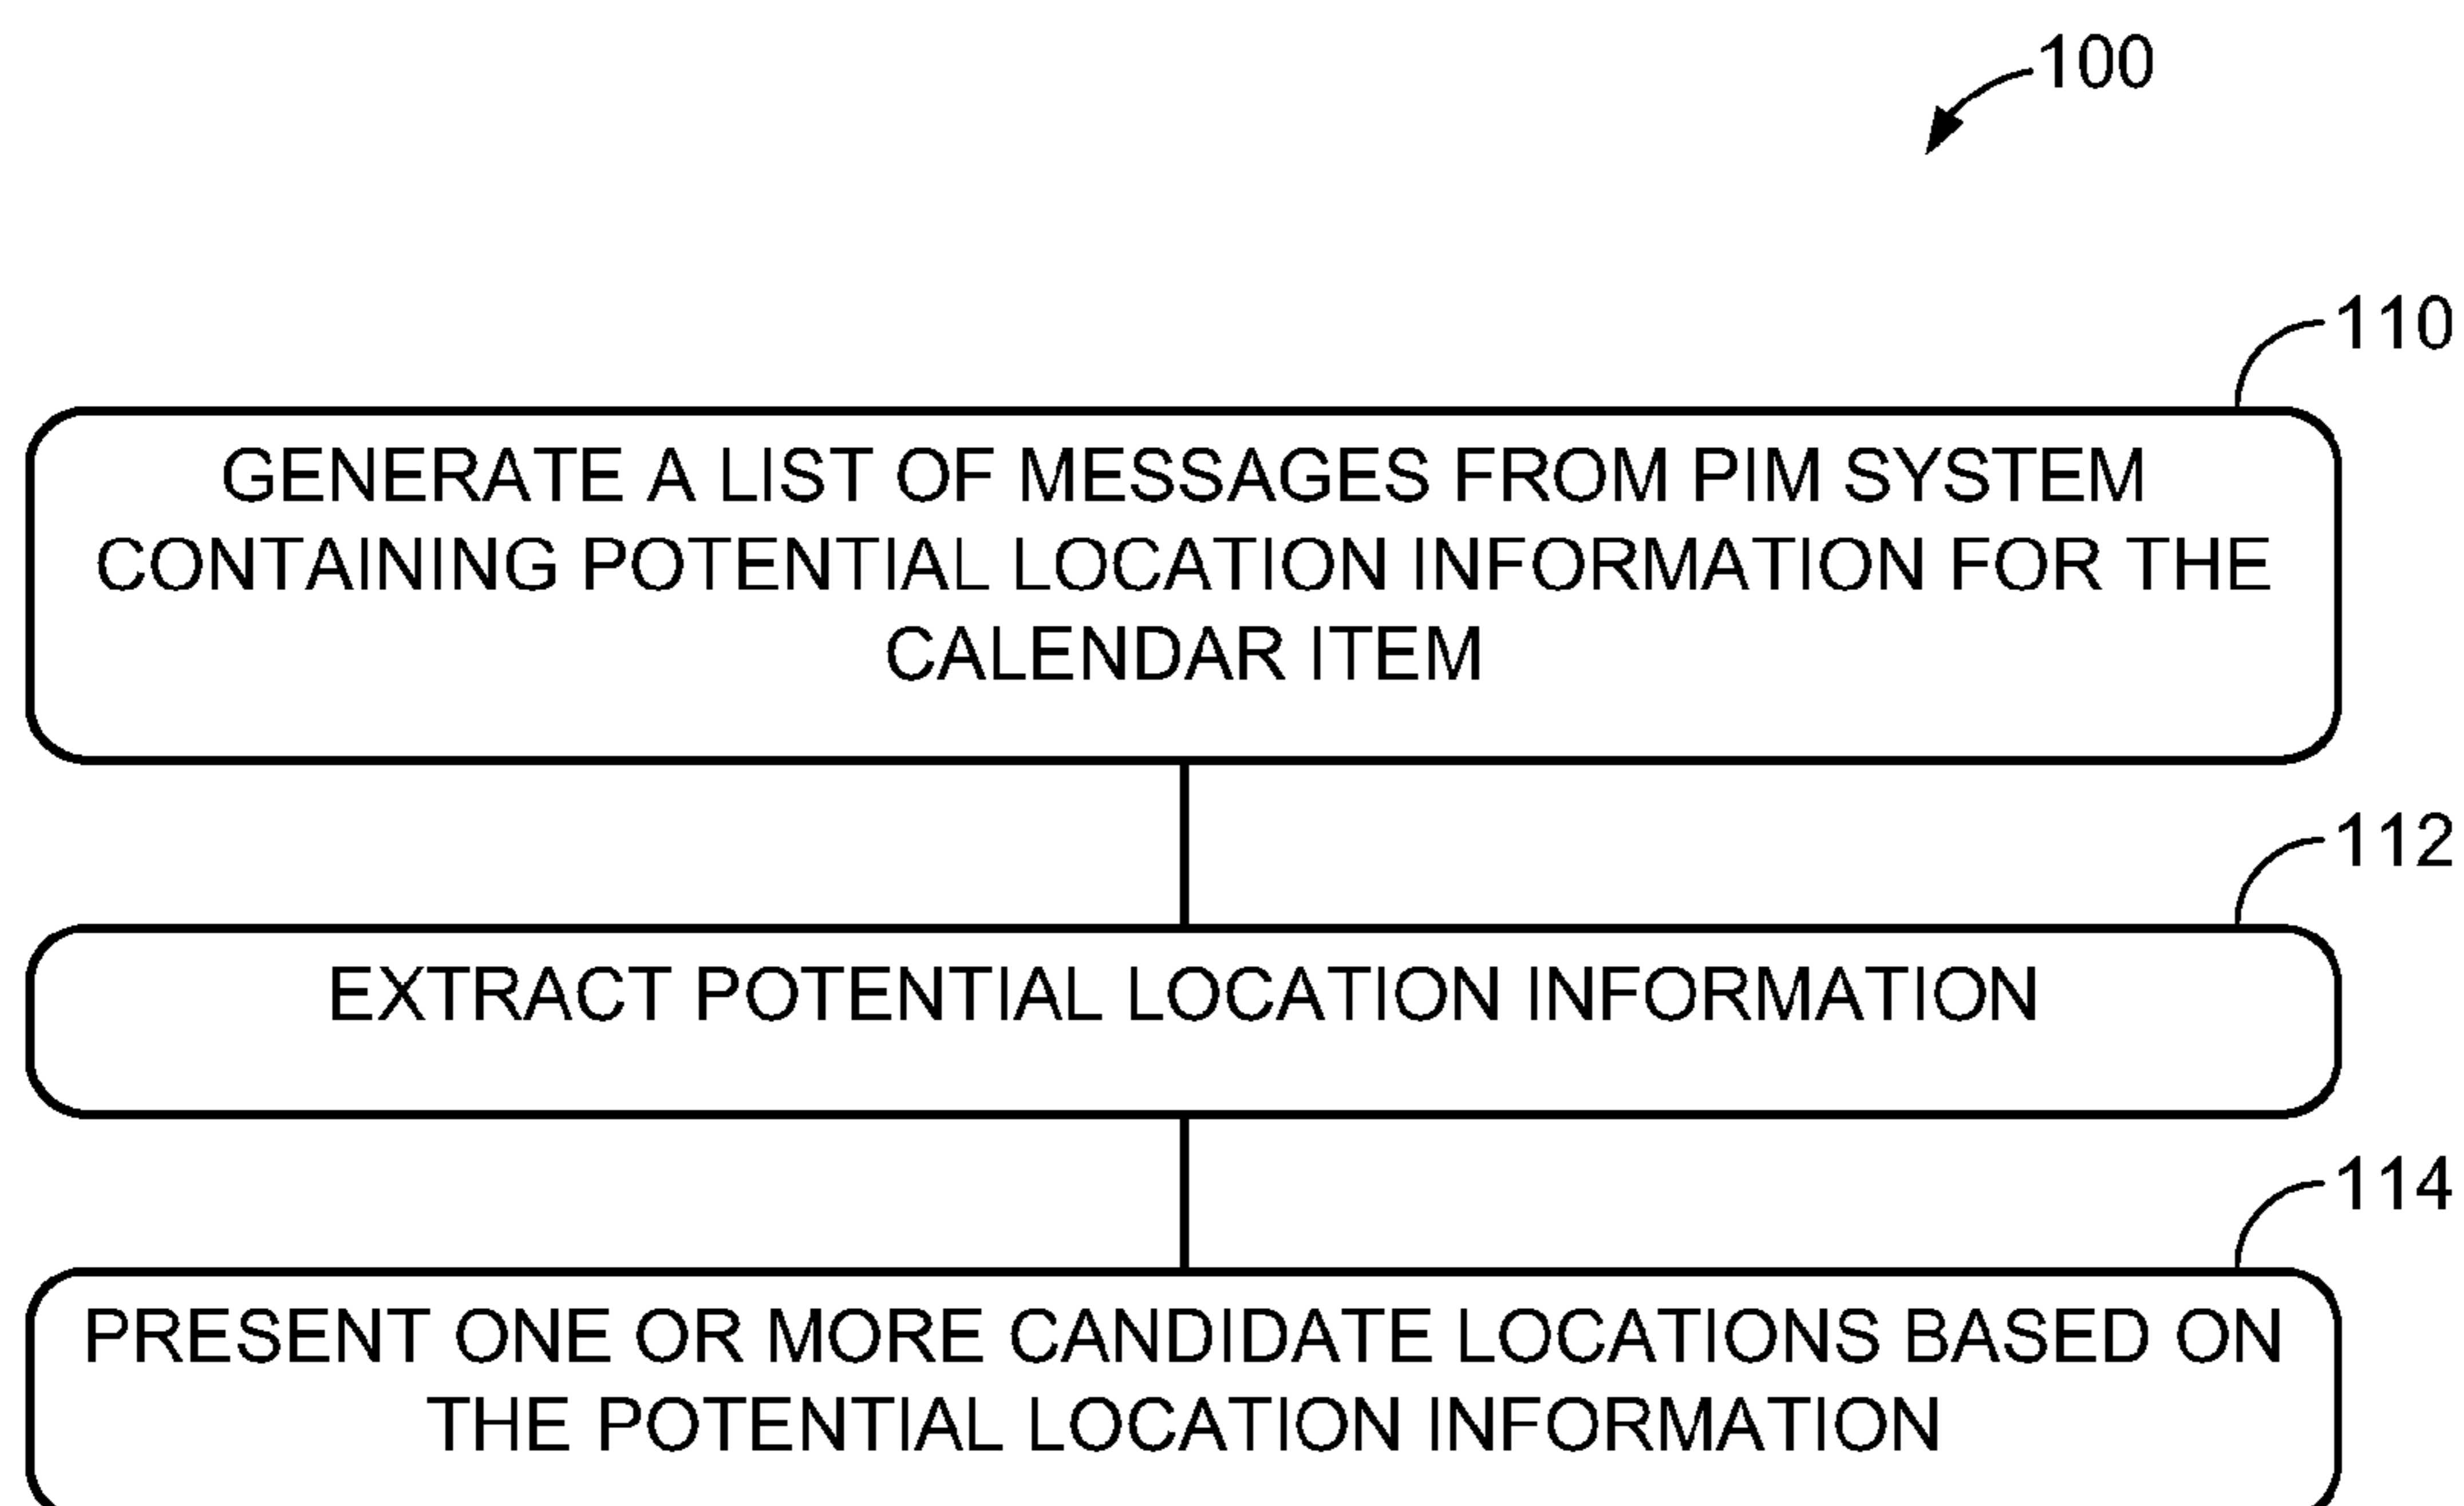 100
110
GENERATE A LIST OF MESSAGES FROM PIM SYSTEM
CONTAINING POTENTIAL LOCATION INFORMATION FOR THE
CALENDAR ITEM
112
EXTRACT POTENTIAL LOCATION INFORMATION
114
PRESENT ONE OR MORE CANDIDATE LOCATIONS BASED ON
THE POTENTIAL LOCATION INFORMATION